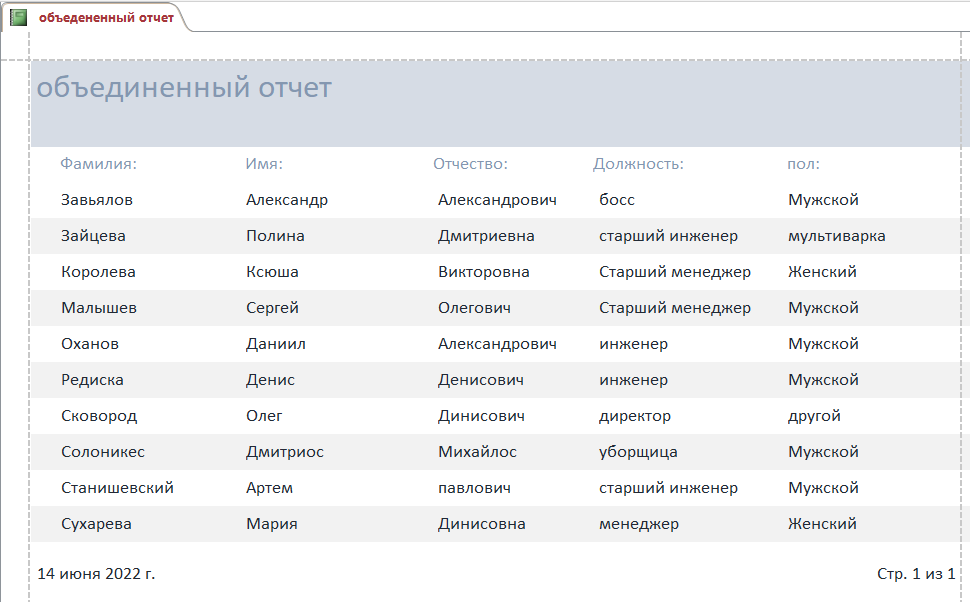 объедененный отчет
объединенный отчет
Фамилия: Имя: Отчество: Должность: пол:
Завьялов Александр Александрович босс Мужской
Зайцева Полина Дмитриевна старший инженер мультиварка
Королева Ксюша Викторовна Старший менеджер Женский
Малышев Сергей Олегович Старший менеджер Мужской
Оханов Даниил Александрович инженер Мужской
Редиска Денис Денисович инженер Мужской
Сковород Олег Динисович директор другой
Солоникес Дмитриос Михайлос уборщица Мужской
Станишевский Артем павлович старший инженер Мужской
Сухарева Мария Динисовна менеджер Женский
14 июня 2022 г. Стр. 1 из 1